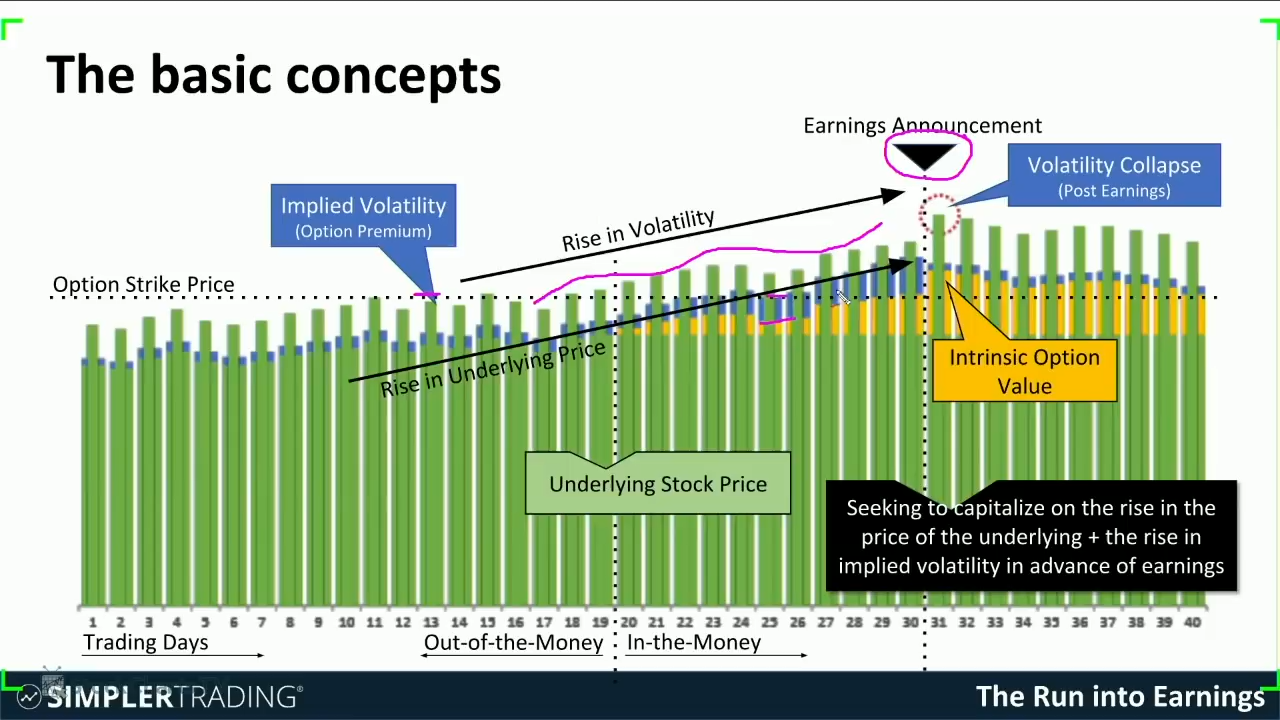 The basic concepts
Earnings Announcement
Volatility Collapse
(Post Earnings)
Implied Volatility
(Option Premium)
Rise in Volatility
Option Strike Price
Rise in Underlying Price
Intrinsic Option
Value
Underlying Stock Price
Seeking to capitalize on the rise in the
price of the underlying + the rise in
implied volatility in advance of earnings
1 2 3 4 5 6 7 8 9 10 11 12 13 14 15 16 17 18 19 20 21 22 23 24 25 26 27 28 29 30 31 32 33 34 35 36 37 38 39 40
Trading Days Out-of-the-Money In-the-Money
SIMPLERTRADING® The Run into Earnings